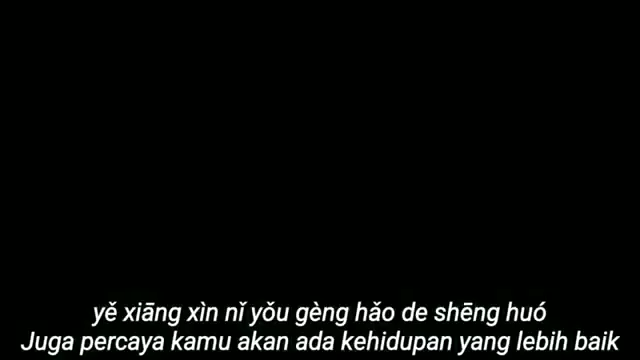 yě xiāng xìn nǐ yǒu gèng hǎo de shēng huó
Juga percaya kamu akan ada kehidupan yang lebih baik